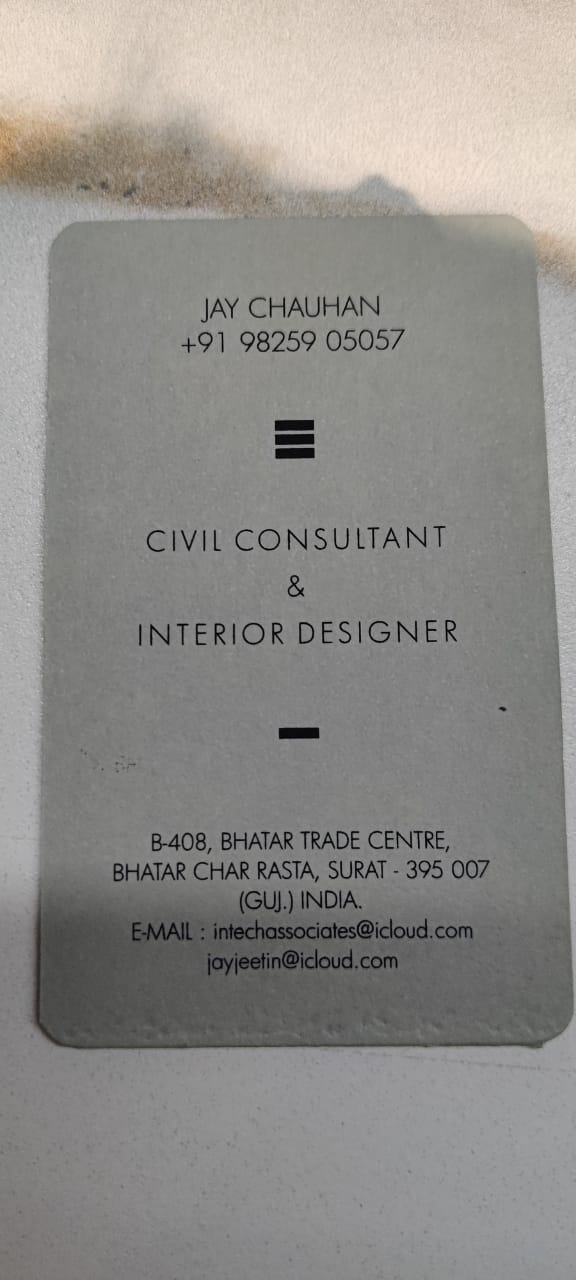 JAY CHAUHAN
+91 98259 05057
CIVIL CONSULTANT
&
INTERIOR DESIGNER
B-408, BHATAR TRADE CENTRE,
BHATAR CHAR RASTA, SURAT - 395 007
(GUJ.) INDIA.
E-MAIL : intechassociates@icloud.com
jayjeetin@icloud.com